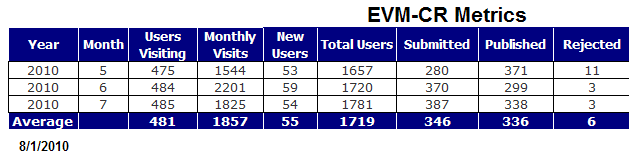 EVM-CR Metrics
Year Month Users Visiting Monthly Visits New Users Total Users Submitted Published Rejected
2010 5 475 1544 53 1657 280 371 11
2010 6 484 2201 59 1720 370 299 3
2010 7 485 1825 54 1781 387 338 3
Average 481 1857 55 1719 346 336 6
8/1/2010